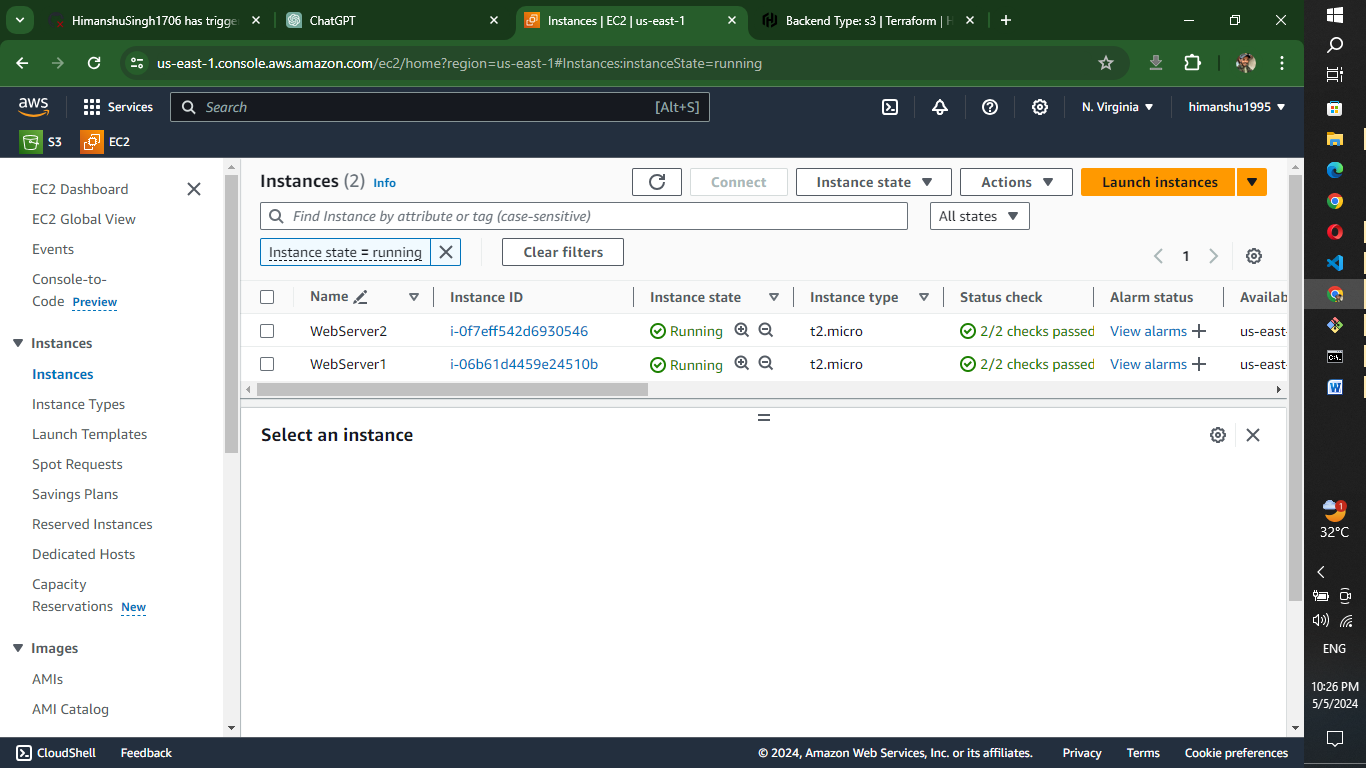 HimanshuSingh1706 has trigge
ChatGPT
Instances | EC2 | us-east-1
Backend Type: s3 | Terraform | H
us-east-1.console.aws.amazon.com/ec2/home?region=us-east-1#Instances:instanceState=running
aws
Services
Search
[Alt+S]
N. Virginia
himanshu1995
S3
EC2
EC2 Dashboard
EC2 Global View
Events
Console-to-
Code Preview
Instances
Instances
Instance Types
Launch Templates
Spot Requests
Savings Plans
Reserved Instances
Dedicated Hosts
Capacity
Reservations New
Images
AMIs
AMI Catalog
Instances (2) Info
Connect
Instance state
Actions
Launch instances
Find Instance by attribute or tag (case-sensitive)
All states
Instance state = running
Clear filters
1
Name Instance ID Instance state Instance type Status check Alarm status Availab
WebServer2 i-0f7eff542d6930546 Running t2.micro 2/2 checks passed View alarms us-east-
WebServer1 i-06b61d4459e24510b Running t2.micro 2/2 checks passed View alarms us-east-
Select an instance
CloudShell
Feedback
© 2024, Amazon Web Services, Inc. or its affiliates.
Privacy
Terms
Cookie preferences
1
32°C
ENG
10:26 PM
5/5/2024